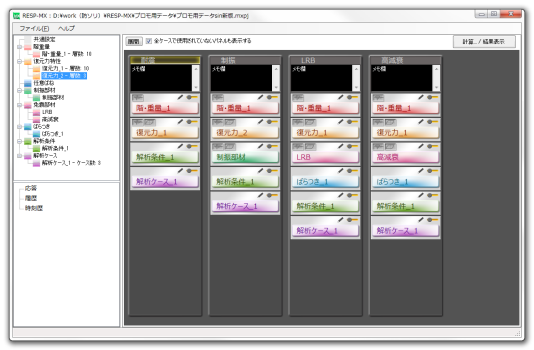 RESP-MX : D:¥work（防ソリ）¥RESP-MX¥プロモ用データ¥プロモ用データsin新版.mxpj
ファイル(F) ヘルプ
共通設定
階重量
階・重量_1 - 層数 10
復元力特性
復元力_1 - 層数 10
復元力_2 - 層数 3
任意ばね
制振部材
制振部材
免震部材
LRB
高減衰
ばらつき
ばらつき_1
解析条件
解析条件_1
解析ケース
解析ケース_1 - ケース数 3
応答
履歴
時刻歴
展開 全ケースで使用されていないパネルも表示する
計算／結果表示
制振
LRB
高減衰
メモ欄
メモ欄
メモ欄
メモ欄
階・重量_1
階・重量_1
階・重量_1
階・重量_1
復元力_1
復元力_2
復元力_1
復元力_1
解析条件_1
制振部材
LRB
高減衰
解析ケース_1
解析条件_1
ばらつき_1
ばらつき_1
解析ケース_1
解析条件_1
解析条件_1
解析ケース_1
解析ケース_1